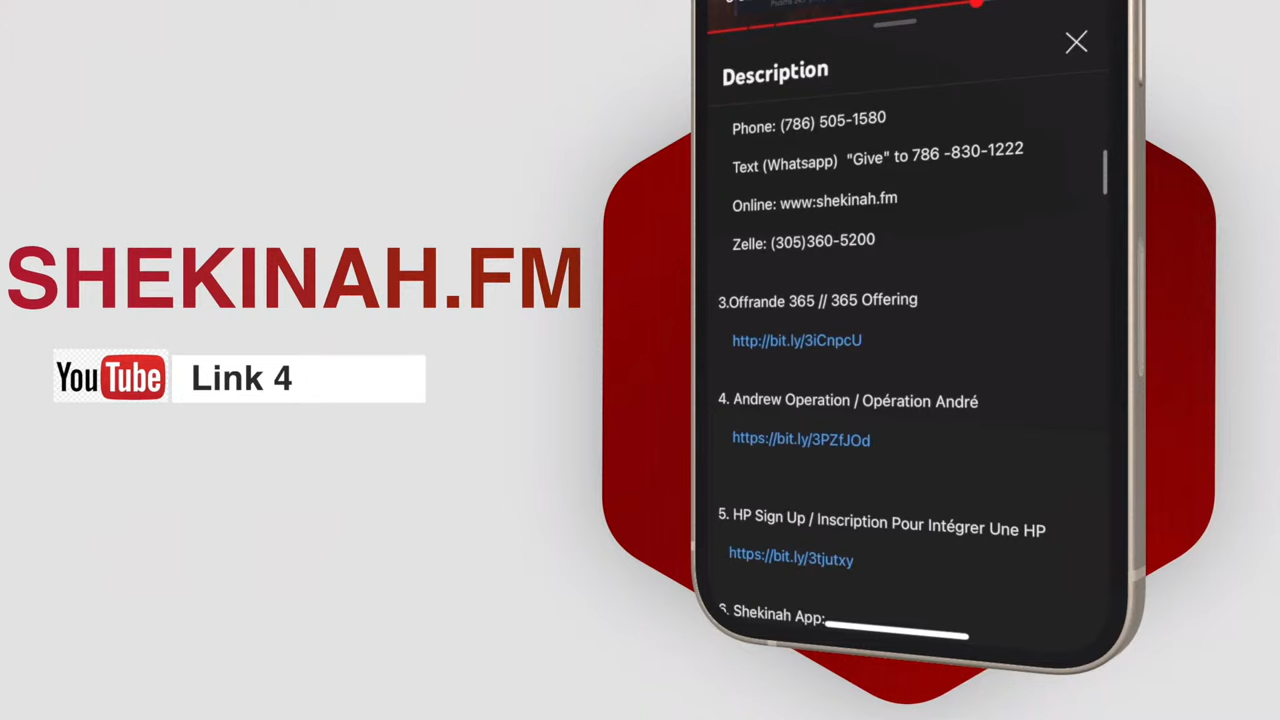 SHEKINAH.FM
YouTube
Link 4
Description
Phone: (786) 505-1580
Text (Whatsapp) "Give" to 786 -830-1222
Online: www:shekinah.fm
Zelle: (305)360-5200
3.Offrande 365 // 365 Offering
http://bit.ly/3iCnpcU
4. Andrew Operation / Opération André
https://bit.ly/3PZfJOd
5. HP Sign Up / Inscription Pour Intégrer Une HP
https://bit.ly/3tjutxy
6. Shekinah App: